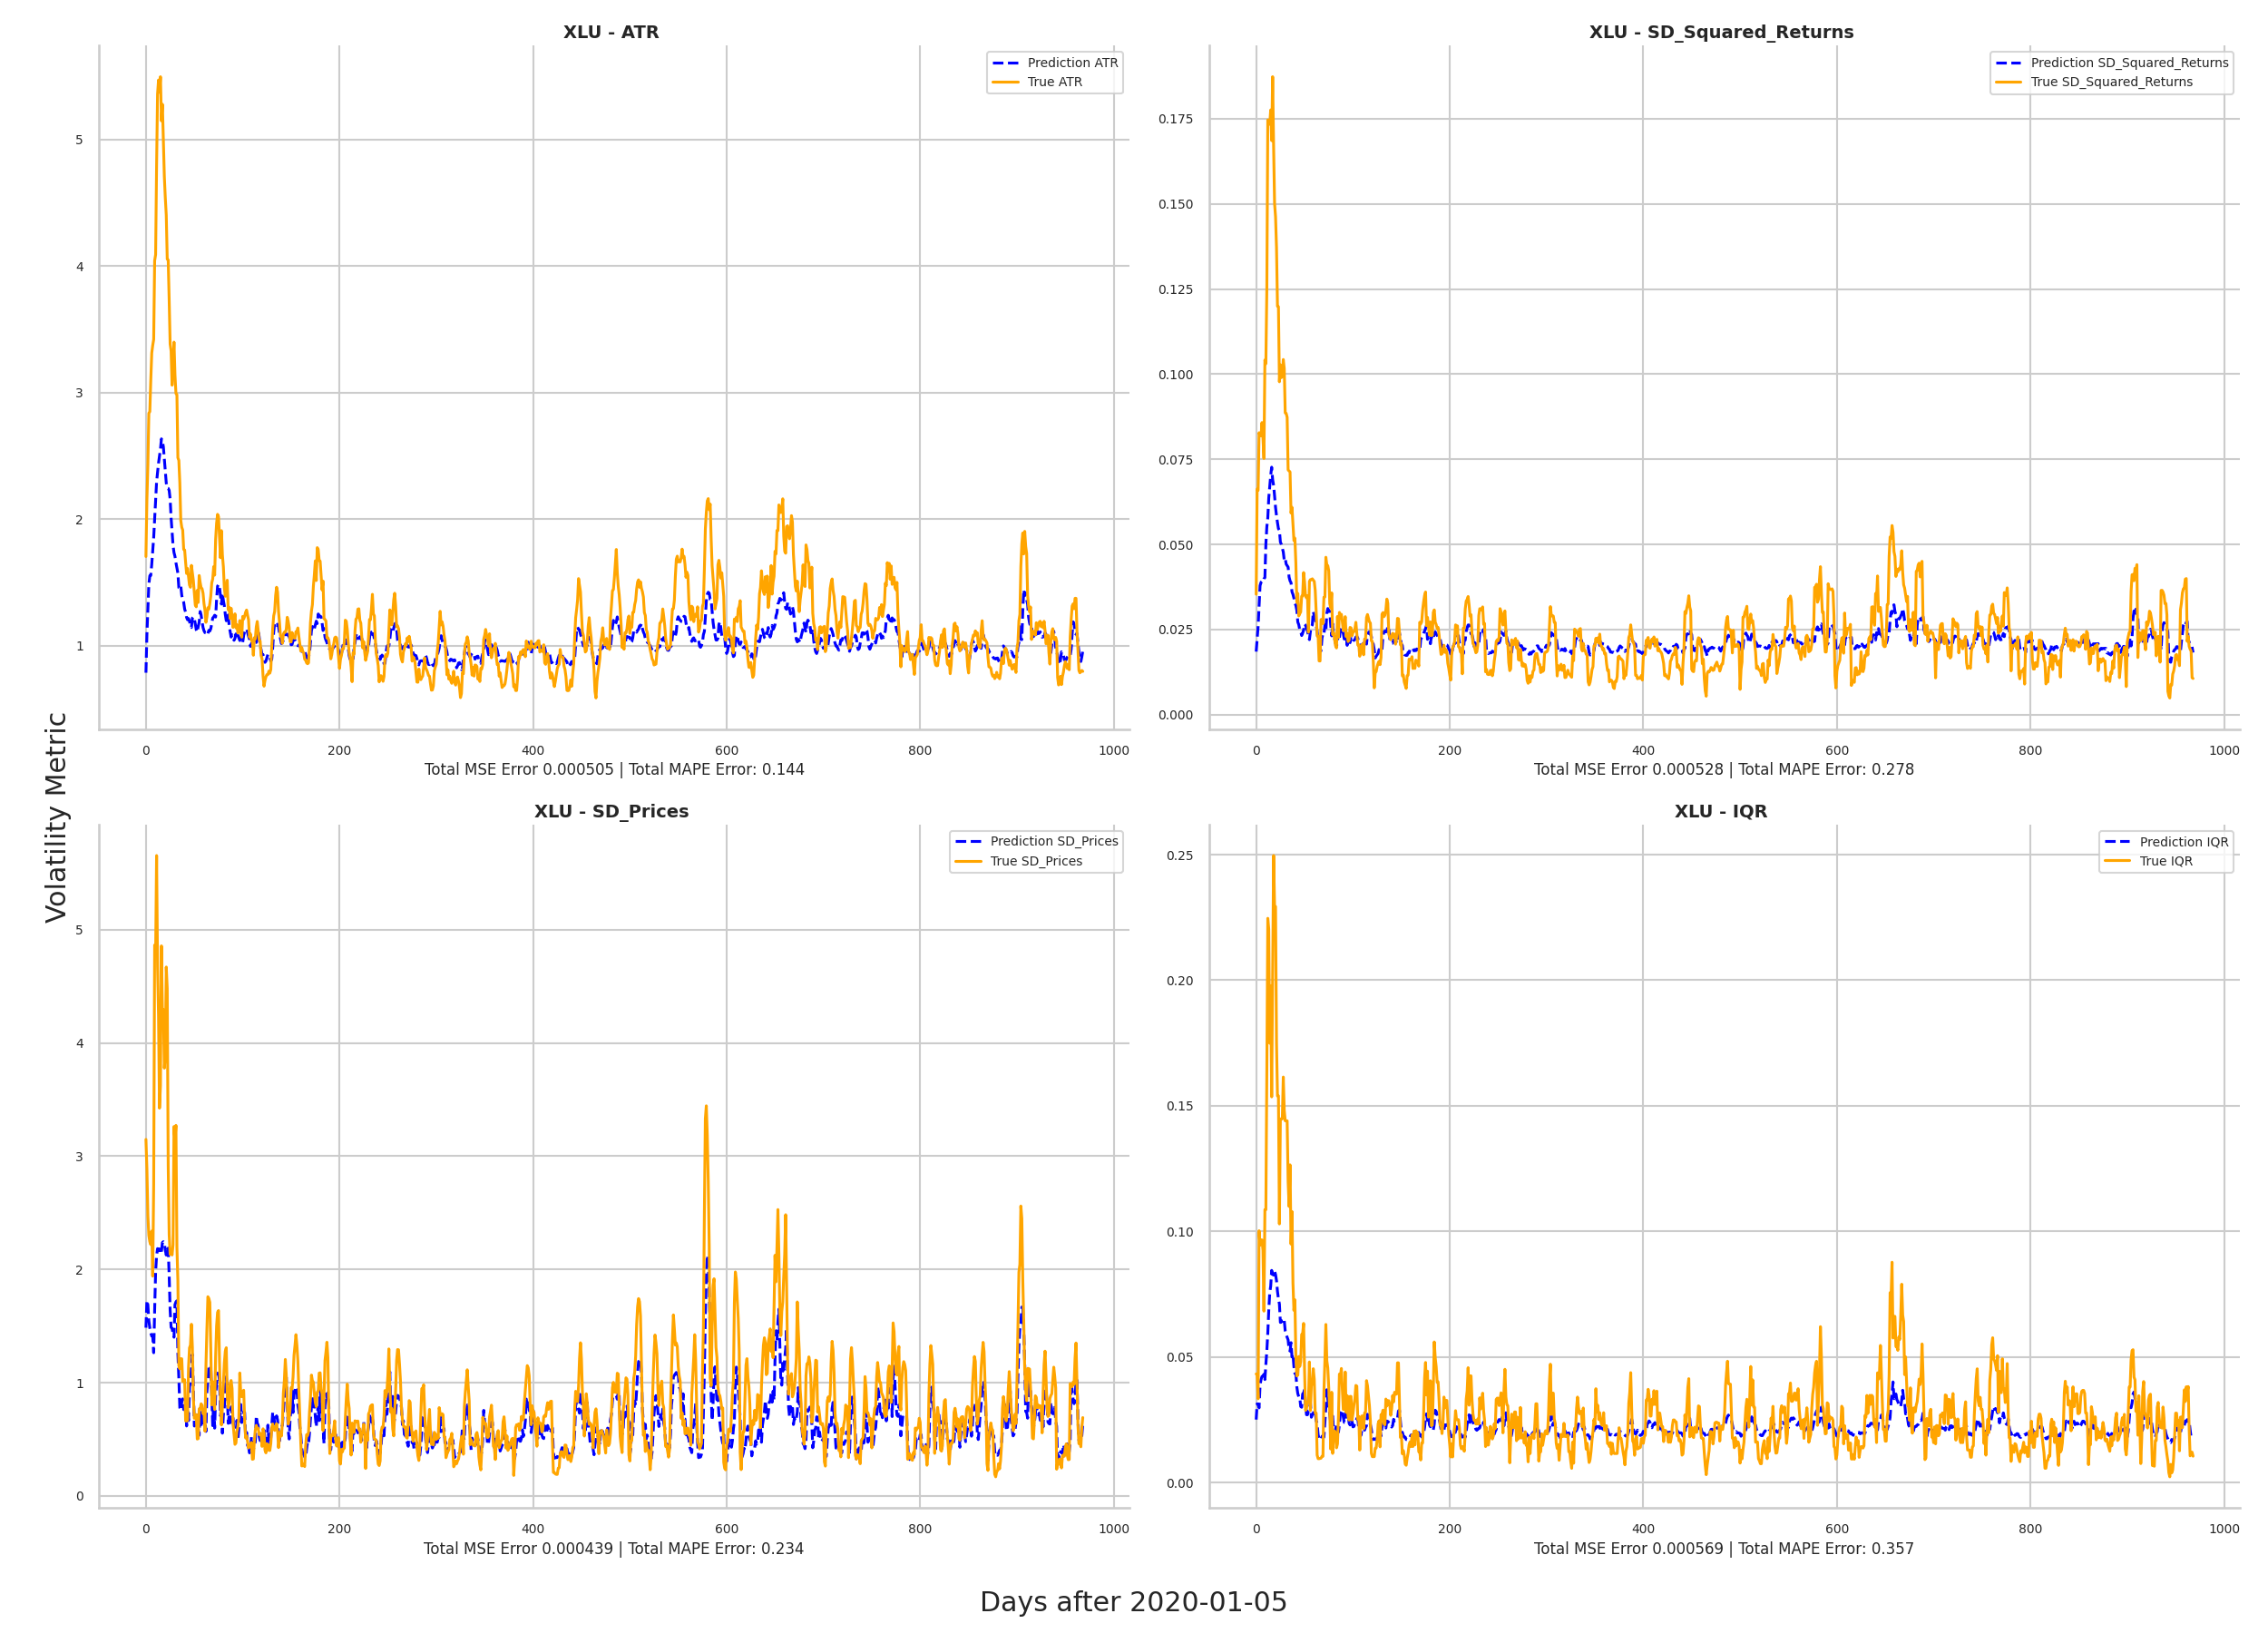 XLU - ATR
Prediction ATR
True ATR
5
4
3
2
1
0 200 400 600 800 1000
Total MSE Error 0.000505 | Total MAPE Error: 0.144
XLU - SD_Squared_Returns
Prediction SD_Squared_Returns
True SD_Squared_Returns
0.175
0.150
0.125
0.100
0.075
0.050
0.025
0.000
0 200 400 600 800 1000
Total MSE Error 0.000528 | Total MAPE Error: 0.278
Volatility Metric
XLU - SD_Prices
Prediction SD_Prices
True SD_Prices
5
4
3
2
1
0
0 200 400 600 800 1000
Total MSE Error 0.000439 | Total MAPE Error: 0.234
XLU - IQR
Prediction IQR
True IQR
0.25
0.20
0.15
0.10
0.05
0.00
0 200 400 600 800 1000
Total MSE Error 0.000569 | Total MAPE Error: 0.357
Days after 2020-01-05